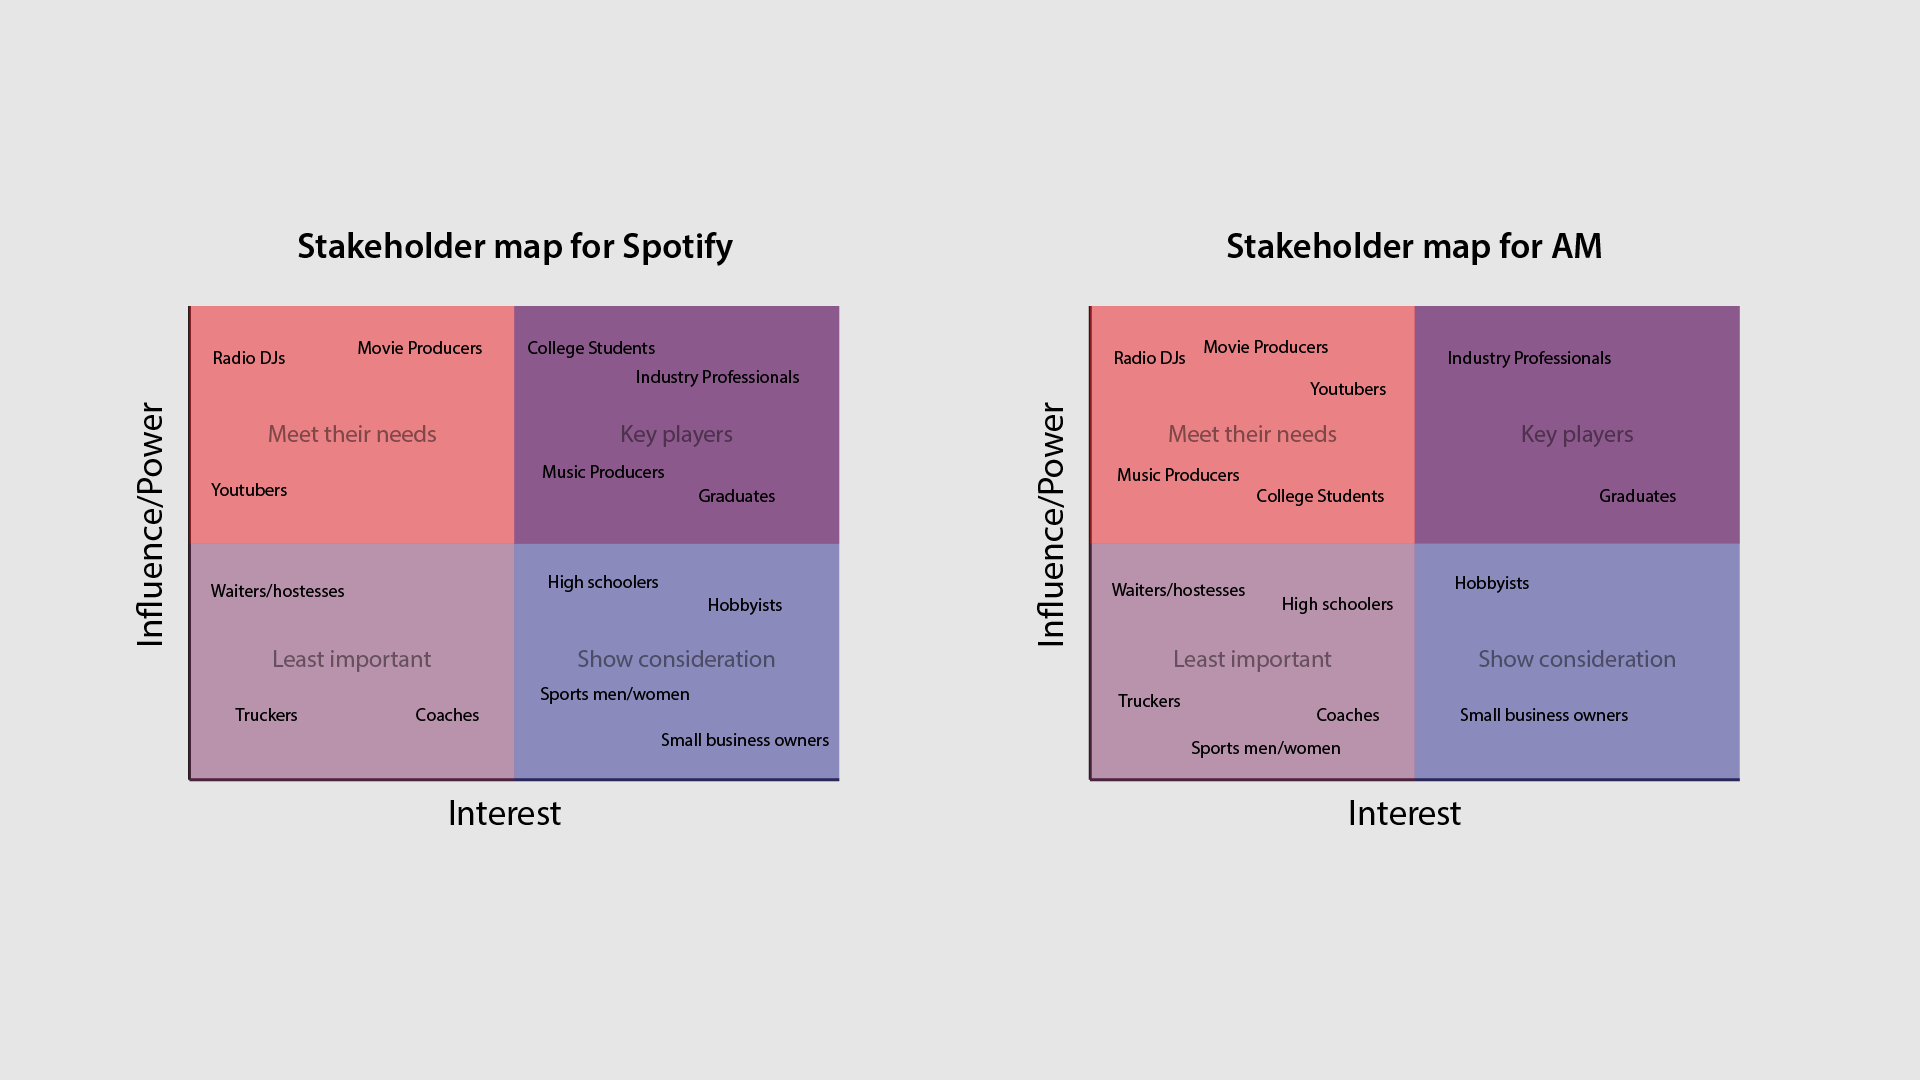 Stakeholder map for Spotify
Influence/Power
Radio DJs
Movie Producers
Meet their needs
Youtubers
College Students
Industry Professionals
Key players
Music Producers
Graduates
Waiters/hostesses
Least important
Truckers
Coaches
High schoolers
Hobbyists
Show consideration
Sports men/women
Small business owners
Interest
Stakeholder map for AM
Influence/Power
Radio DJs
Movie Producers
Youtubers
Meet their needs
Music Producers
College Students
Industry Professionals
Key players
Graduates
Waiters/hostesses
High schoolers
Least important
Truckers
Coaches
Sports men/women
Hobbyists
Show consideration
Small business owners
Interest